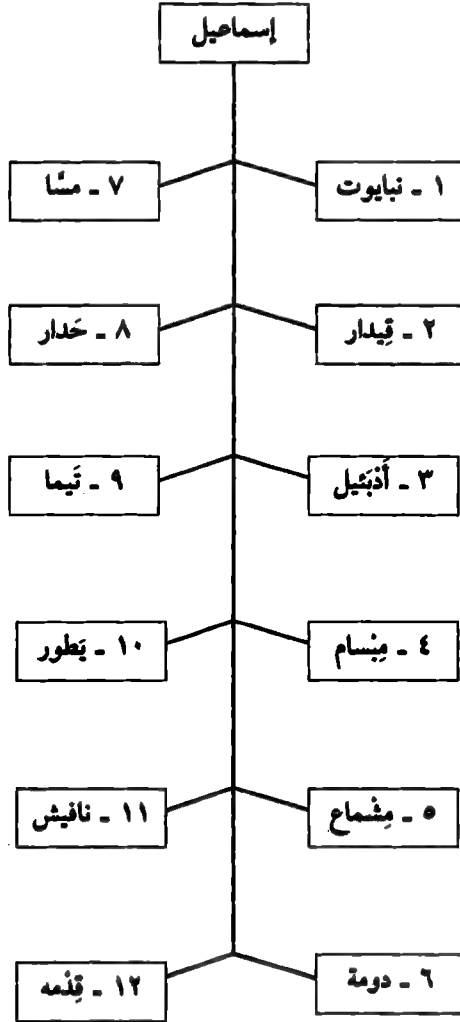 إسماعيل
١ ـ نبايوت
٧ ـ مسَّا
٢ ـ قِيدار
٨ ـ حَدار
٣ ـ أَذبَئيل
٩ ـ تَيما
٤ ـ مِبْسام
١٠ ـ يَطور
٥ ـ مِشْماع
١١ ـ نافيش
٦ ـ دومة
١٢ ـ قِدْمه